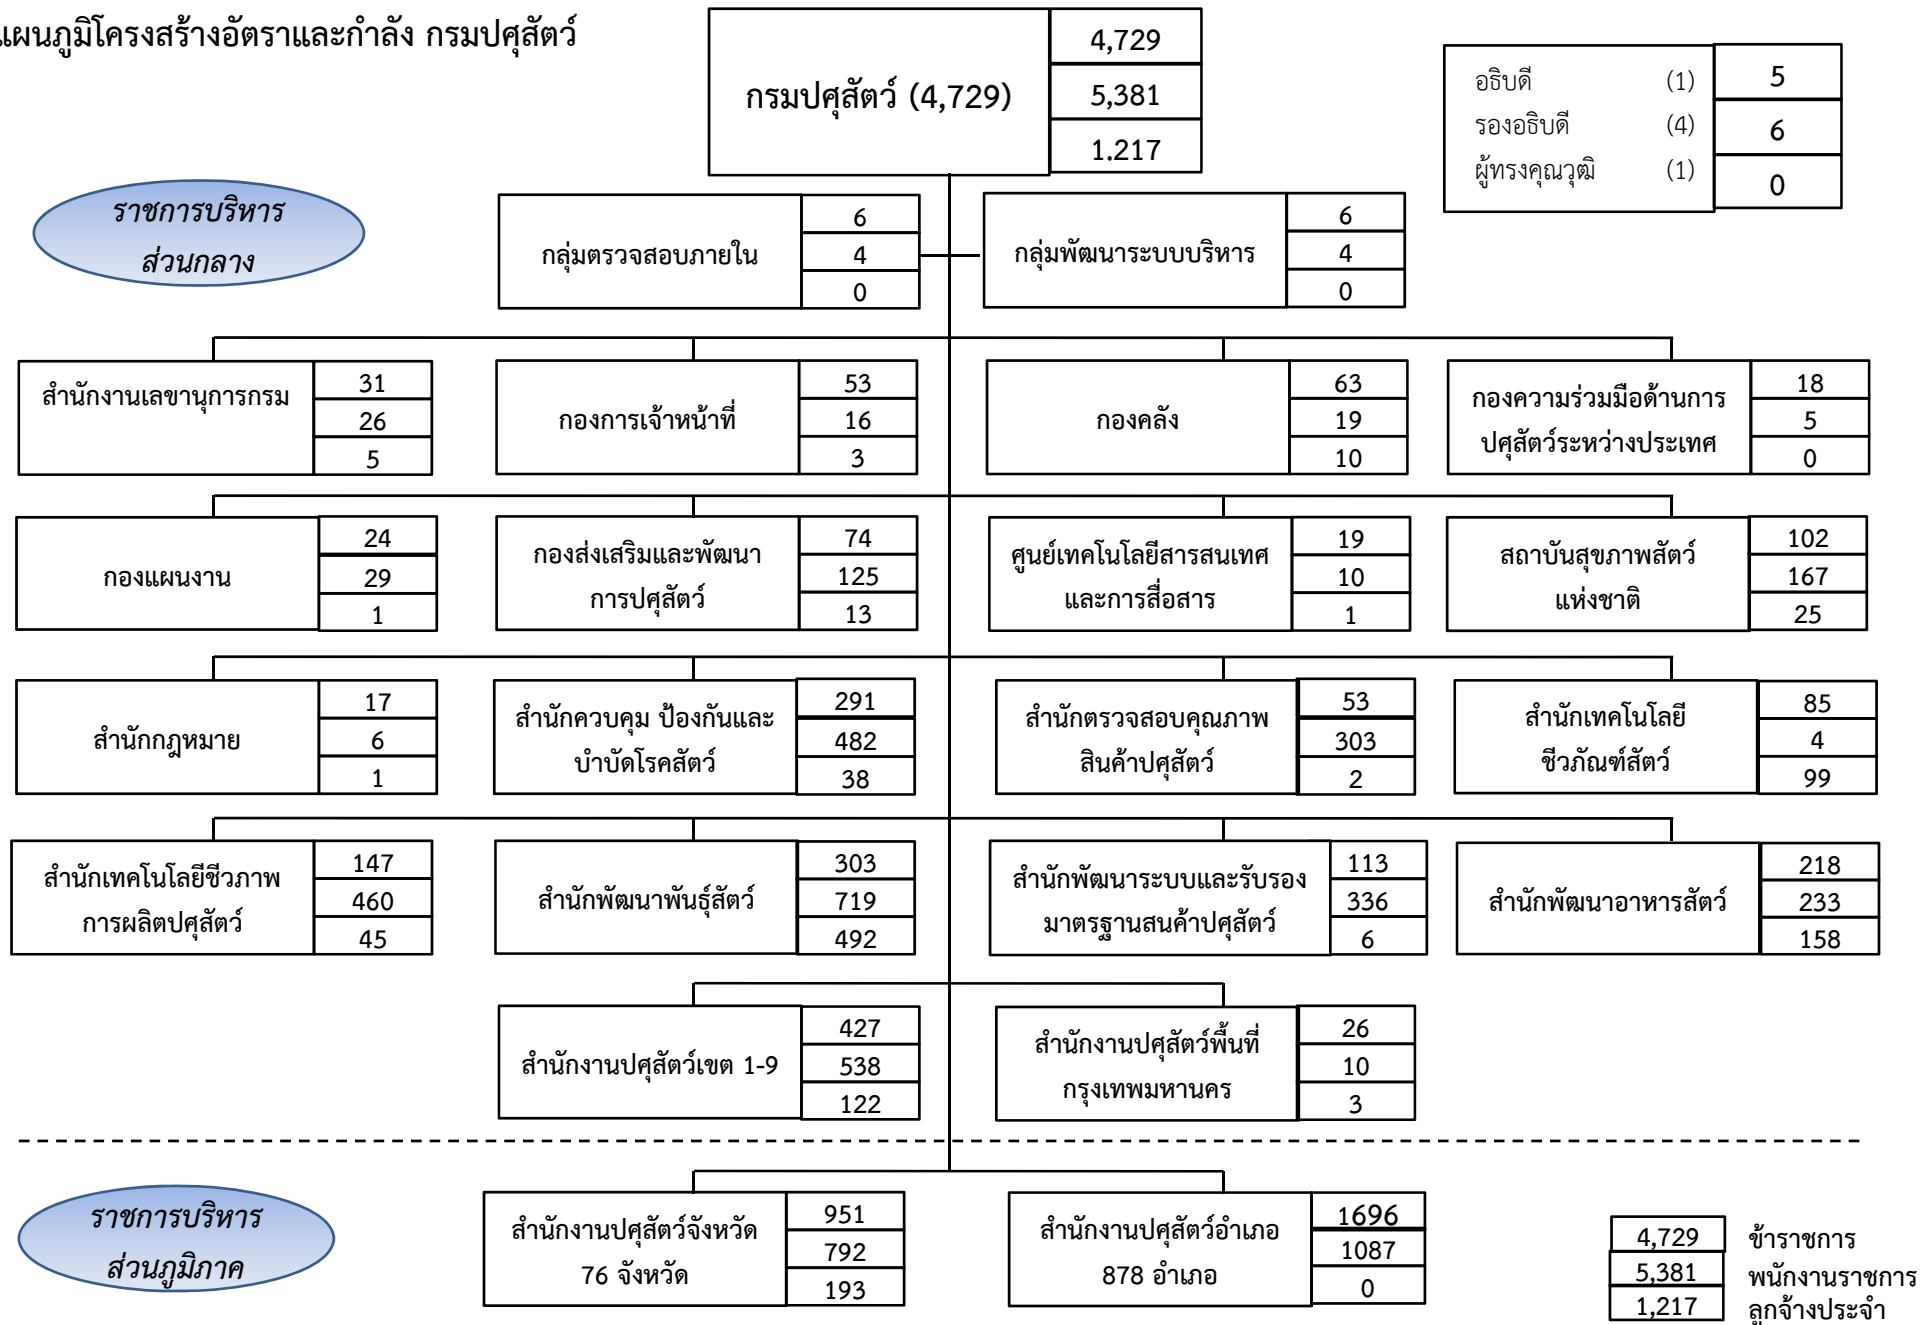 แผนภูมิโครงสร้างอัตราและกำลัง กรมปศุสัตว์
กรมปศุสัตว์ (4,729)
4,729
5,381
1.217
อธิบดี (1)
รองอธิบดี (4)
ผู้ทรงคุณวุฒิ (1)
5
6
0
ราชการบริหาร
ส่วนกลาง
กลุ่มตรวจสอบภายใน
6
4
0
กลุ่มพัฒนาระบบบริหาร
6
4
0
สำนักงานเลขานุการกรม
31
26
5
กองการเจ้าหน้าที่
53
16
3
กองคลัง
63
19
10
กองความร่วมมือด้านการ
ปศุสัตว์ระหว่างประเทศ
18
5
0
กองแผนงาน
24
29
1
กองส่งเสริมและพัฒนา
การปศุสัตว์
74
125
13
ศูนย์เทคโนโลยีสารสนเทศ
และการสื่อสาร
19
10
1
สถาบันสุขภาพสัตว์
แห่งชาติ
102
167
25
สำนักกฎหมาย
17
6
1
สำนักควบคุม ป้องกันและ
บำบัดโรคสัตว์
291
482
38
สำนักตรวจสอบคุณภาพ
สินค้าปศุสัตว์
53
303
2
สำนักเทคโนโลยี
ชีวภัณฑ์สัตว์
85
4
99
สำนักเทคโนโลยีชีวภาพ
การผลิตปศุสัตว์
147
460
45
สำนักพัฒนาพันธุ์สัตว์
303
719
492
สำนักพัฒนาระบบและรับรอง
มาตรฐานสนค้าปศุสัตว์
113
336
6
สำนักพัฒนาอาหารสัตว์
218
233
158
สำนักงานปศุสัตว์เขต 1-9
427
538
122
สำนักงานปศุสัตว์พื้นที่
กรุงเทพมหานคร
26
10
3
ราชการบริหาร
ส่วนภูมิภาค
สำนักงานปศุสัตว์จังหวัด
76 จังหวัด
951
792
193
สำนักงานปศุสัตว์อำเภอ
878 อำเภอ
1696
1087
0
4,729 ข้าราชการ
5,381 พนักงานราชการ
1,217 ลูกจ้างประจำ